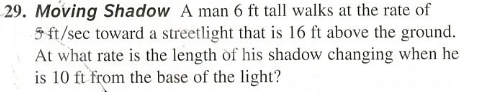 29. Moving Shadow A man 6 ft tall walks at the rate of
5 ft/sec toward a streetlight that is 16 ft above the ground.
At what rate is the length of his shadow changing when he
is 10 ft from the base of the light?